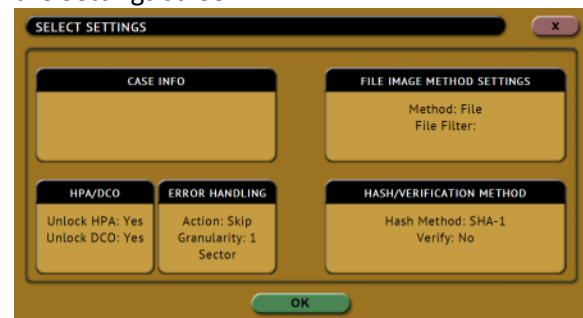 SELECT SETTINGS
X
CASE INFO
FILE IMAGE METHOD SETTINGS
Method: File
File Filter:
HPA/DCO
Unlock HPA: Yes
Unlock DCO: Yes
ERROR HANDLING
Action: Skip
Granularity: 1
Sector
HASH/VERIFICATION METHOD
Hash Method: SHA-1
Verify: No
OK